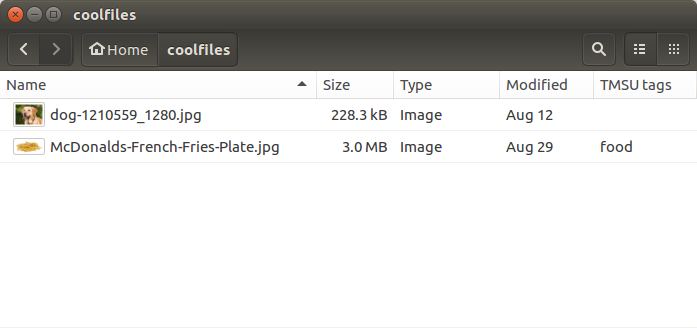 coolfiles
Home coolfiles
Name Size Type Modified TMSU tags
dog-1210559_1280.jpg 228.3 kB Image Aug 12
McDonalds-French-Fries-Plate.jpg 3.0 MB Image Aug 29 food